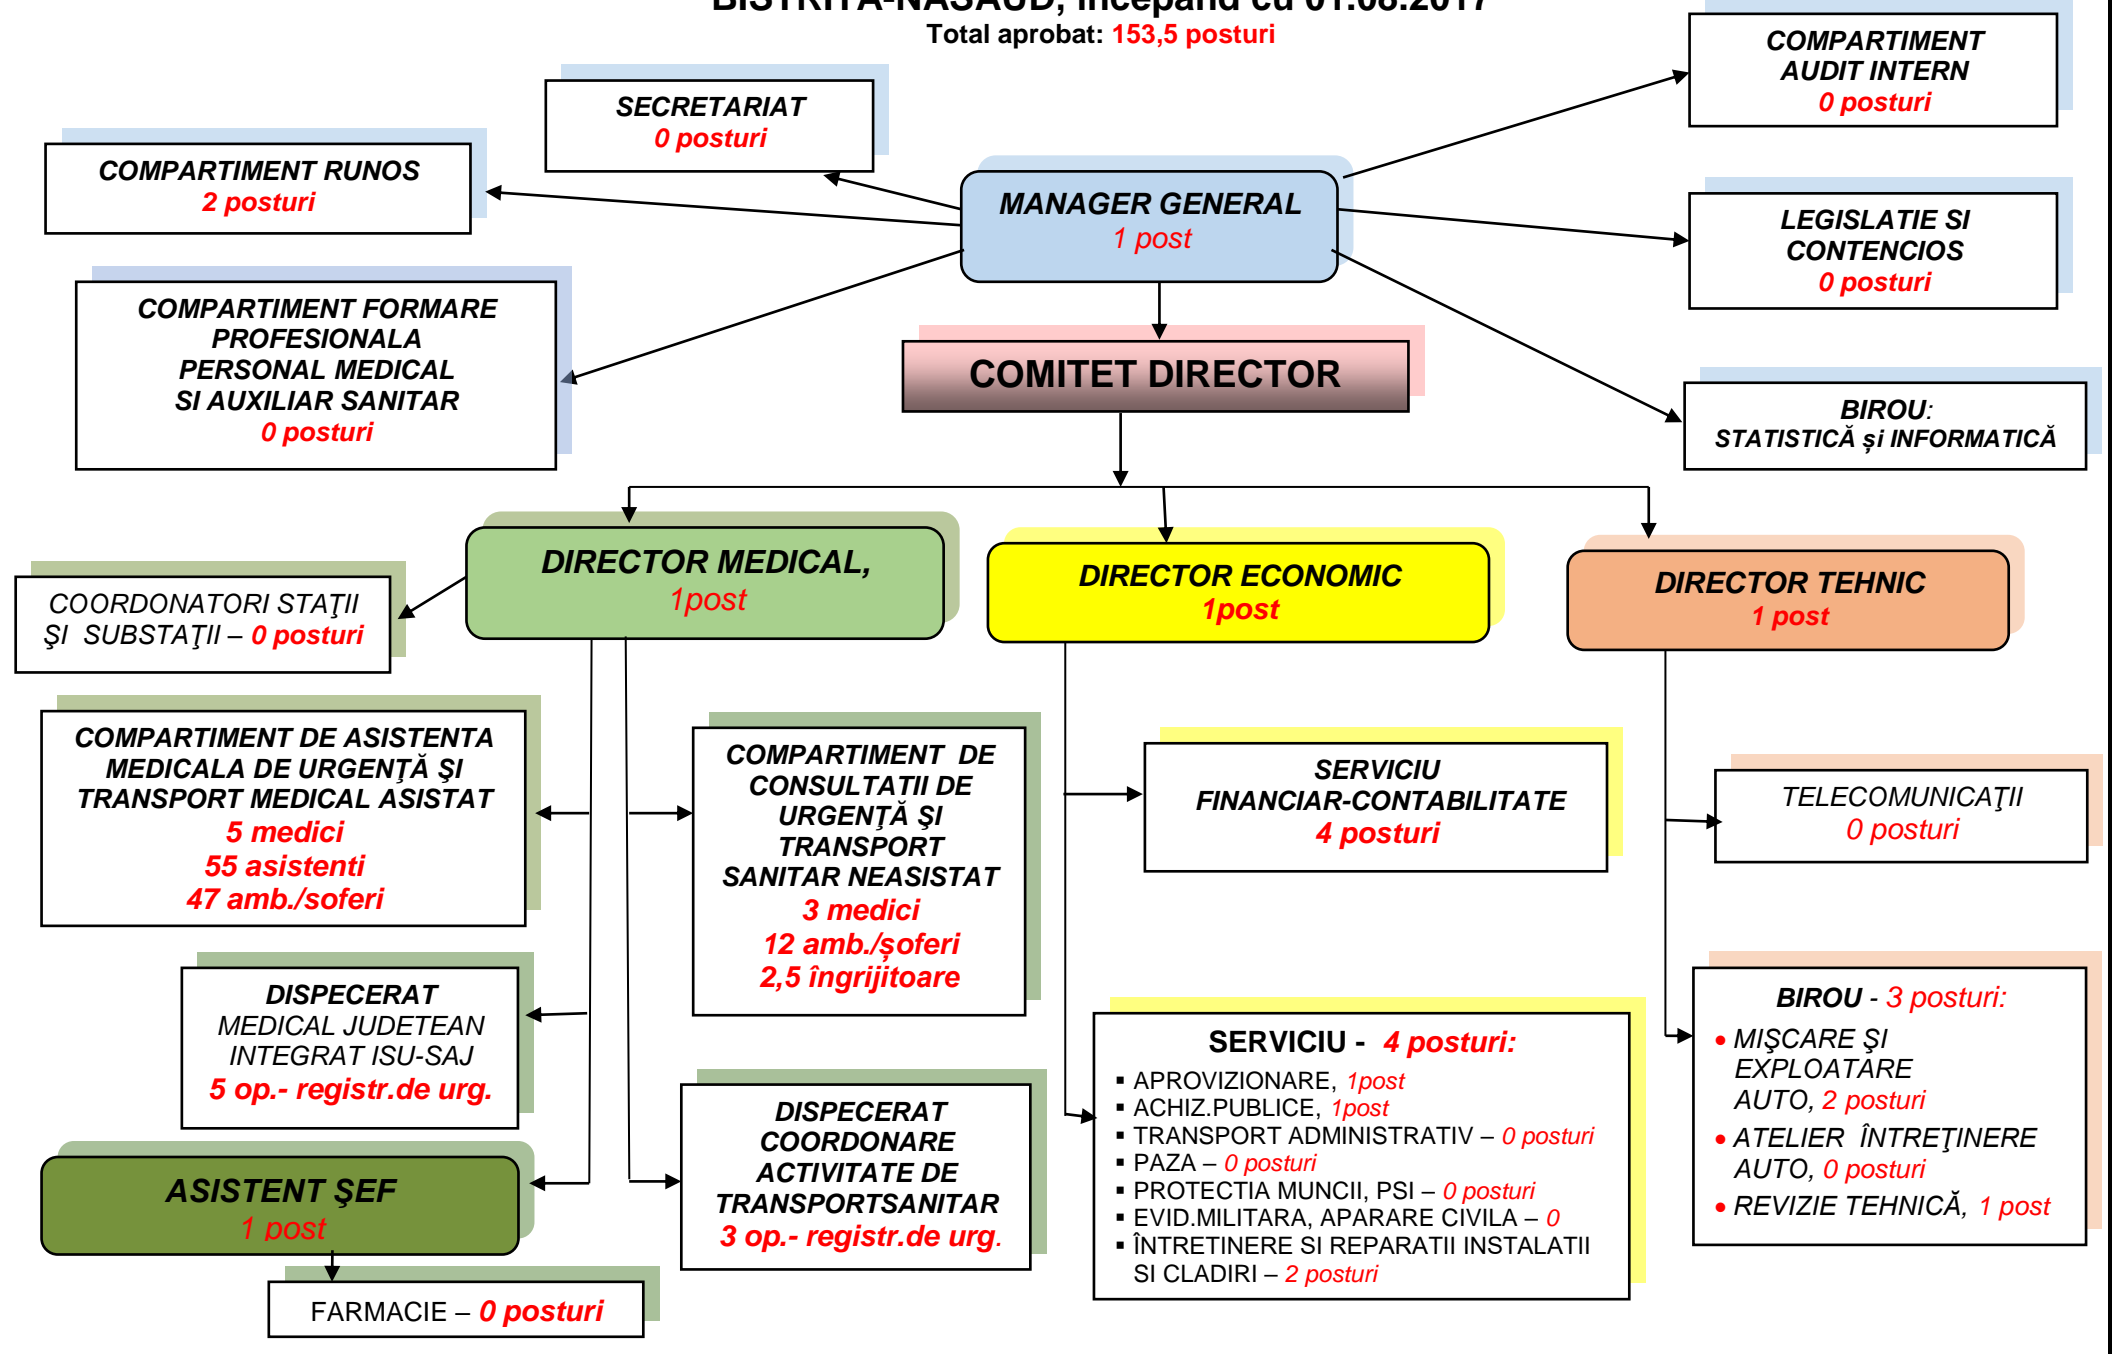 BISTRITA-NASAUD, incepand cu 01.08.2017
Total aprobat: 153,5 posturi
COMPARTIMENT
AUDIT INTERN
0 posturi
SECRETARIAT
0 posturi
COMPARTIMENT RUNOS
2 posturi
MANAGER GENERAL
1 post
LEGISLATIE SI
CONTENCIOS
0 posturi
COMPARTIMENT FORMARE
PROFESIONALA
PERSONAL MEDICAL
SI AUXILIAR SANITAR
0 posturi
COMITET DIRECTOR
BIROU:
STATISTICĂ și INFORMATICĂ
DIRECTOR MEDICAL,
1post
DIRECTOR ECONOMIC
1post
DIRECTOR TEHNIC
1 post
COORDONATORI STAŢII
ŞI SUBSTAŢII – 0 posturi
COMPARTIMENT DE ASISTENTA
MEDICALA DE URGENŢĂ ŞI
TRANSPORT MEDICAL ASISTAT
5 medici
55 asistenti
47 amb./soferi
COMPARTIMENT DE
CONSULTATII DE
URGENŢĂ ŞI
TRANSPORT
SANITAR NEASISTAT
3 medici
12 amb./șoferi
2,5 îngrijitoare
SERVICIU
FINANCIAR-CONTABILITATE
4 posturi
TELECOMUNICAŢII
0 posturi
DISPECERAT
MEDICAL JUDETEAN
INTEGRAT ISU-SAJ
5 op.- registr.de urg.
DISPECERAT
COORDONARE
ACTIVITATE DE
TRANSPORTSANITAR
3 op.- registr.de urg.
SERVICIU - 4 posturi:
▪ APROVIZIONARE, 1post
▪ ACHIZ.PUBLICE, 1post
▪ TRANSPORT ADMINISTRATIV – 0 posturi
▪ PAZA – 0 posturi
▪ PROTECTIA MUNCII, PSI – 0 posturi
▪ EVID.MILITARA, APARARE CIVILA – 0
▪ ÎNTRETINERE SI REPARATII INSTALATII
SI CLADIRI – 2 posturi
BIROU - 3 posturi:
• MIŞCARE ŞI
EXPLOATARE
AUTO, 2 posturi
• ATELIER ÎNTREŢINERE
AUTO, 0 posturi
• REVIZIE TEHNICĂ, 1 post
ASISTENT ŞEF
1 post
FARMACIE – 0 posturi